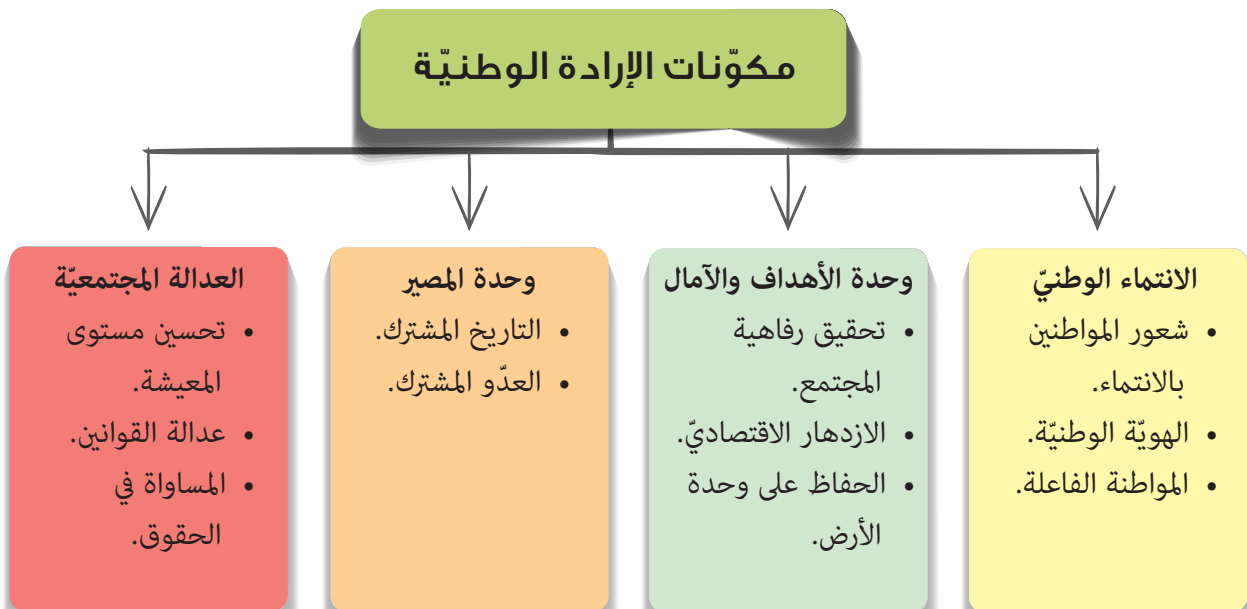 مكوّنات الإرادة الوطنيّة
الانتماء الوطنيّ
• شعور المواطنين
بالانتماء.
• الهويّة الوطنيّة.
• المواطنة الفاعلة.
وحدة الأهداف والآمال
• تحقيق رفاهية
المجتمع.
• الازدهار الاقتصاديّ.
• الحفاظ على وحدة
الأرض.
وحدة المصير
• التاريخ المشترك.
• العدّو المشترك.
العدالة المجتمعيّة
• تحسين مستوى
المعيشة.
• عدالة القوانين.
• المساواة في
الحقوق.